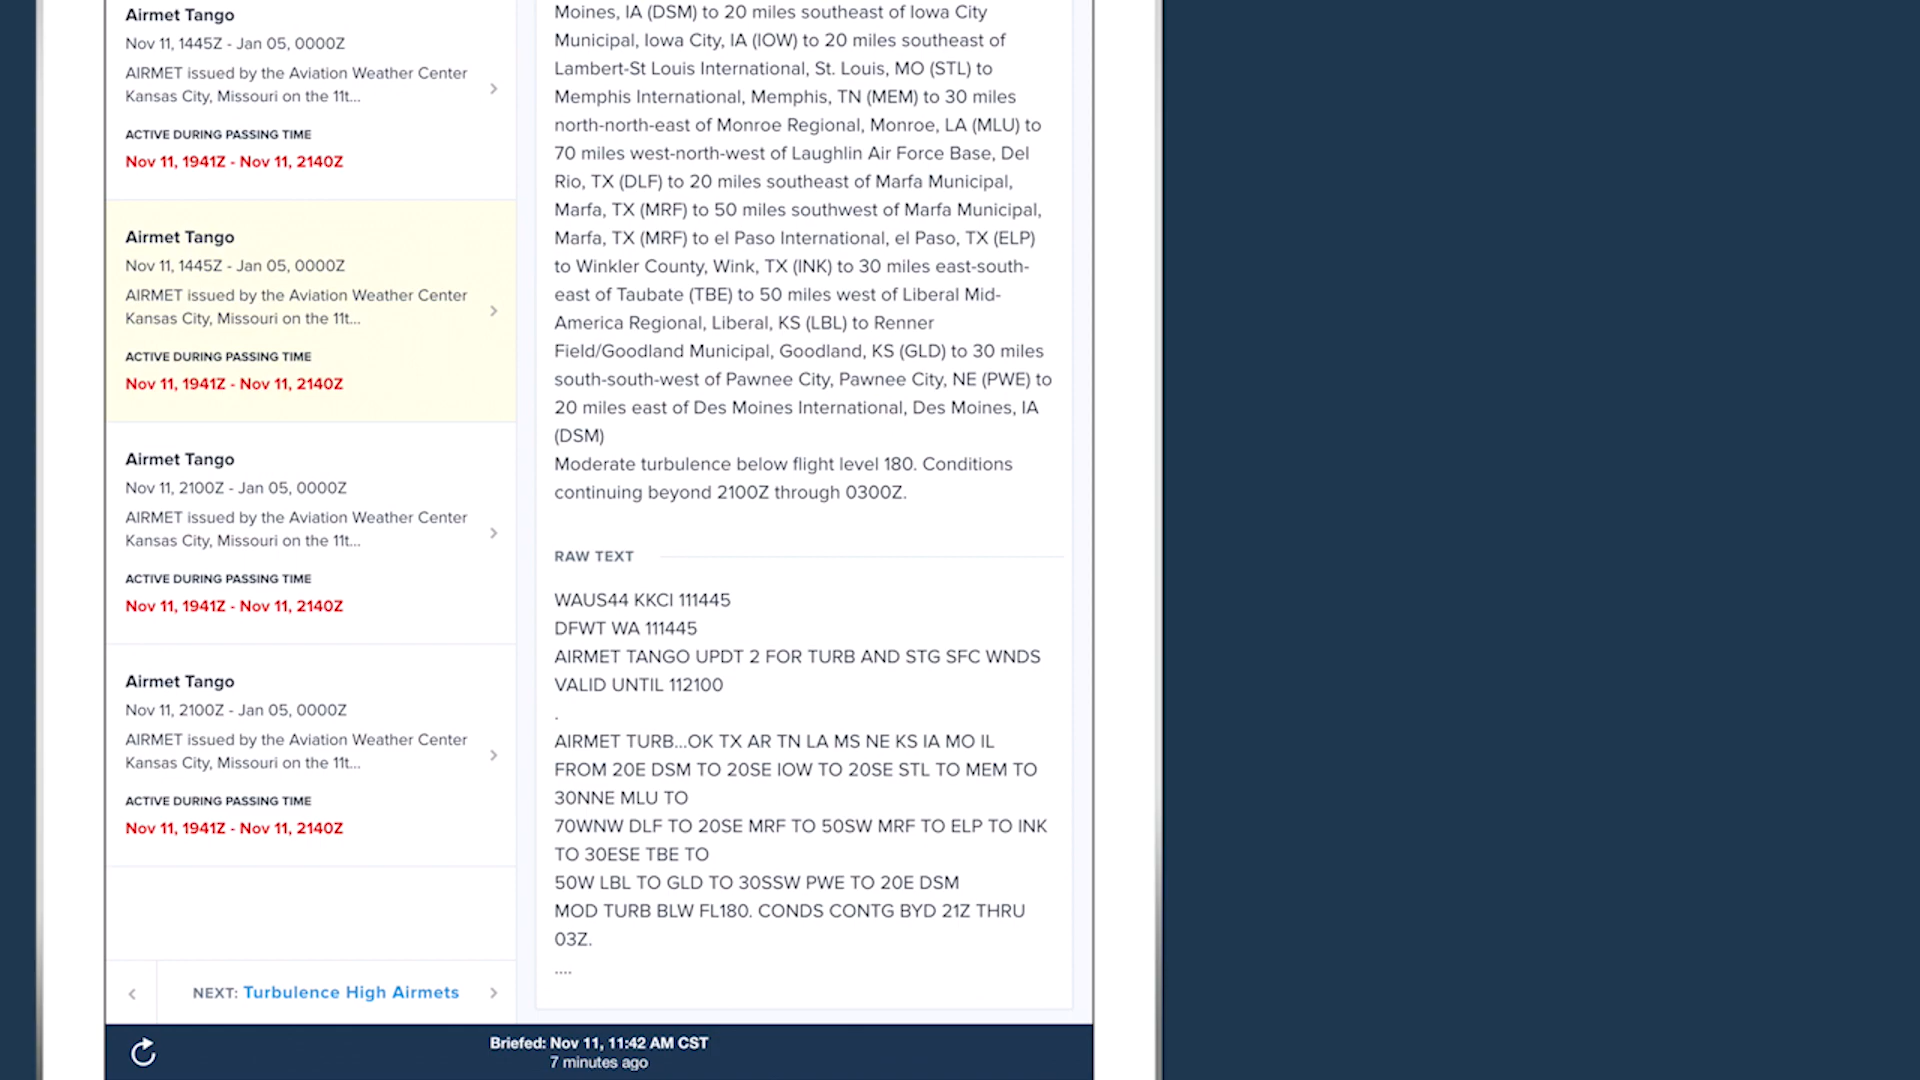 Airmet Tango
Nov 11, 1445Z - Jan 05, 0000Z
AIRMET issued by the Aviation Weather Center
Kansas City, Missouri on the 11t...
ACTIVE DURING PASSING TIME
Nov 11, 1941Z - Nov 11, 2140Z
Airmet Tango
Nov 11, 1445Z - Jan 05, 0000Z
AIRMET issued by the Aviation Weather Center
Kansas City, Missouri on the 11t...
ACTIVE DURING PASSING TIME
Nov 11, 1941Z - Nov 11, 2140Z
Airmet Tango
Nov 11, 2100Z - Jan 05, 0000Z
AIRMET issued by the Aviation Weather Center
Kansas City, Missouri on the 11t...
ACTIVE DURING PASSING TIME
Nov 11, 1941Z - Nov 11, 2140Z
Airmet Tango
Nov 11, 2100Z - Jan 05, 0000Z
AIRMET issued by the Aviation Weather Center
Kansas City, Missouri on the 11t...
ACTIVE DURING PASSING TIME
Nov 11, 1941Z - Nov 11, 2140Z
NEXT: Turbulence High Airmets
Moines, IA (DSM) to 20 miles southeast of Iowa City
Municipal, Iowa City, IA (IOW) to 20 miles southeast of
Lambert-St Louis International, St. Louis, MO (STL) to
Memphis International, Memphis, TN (MEM) to 30 miles
north-north-east of Monroe Regional, Monroe, LA (MLU) to
70 miles west-north-west of Laughlin Air Force Base, Del
Rio, TX (DLF) to 20 miles southeast of Marfa Municipal,
Marfa, TX (MRF) to 50 miles southwest of Marfa Municipal,
Marfa, TX (MRF) to el Paso International, el Paso, TX (ELP)
to Winkler County, Wink, TX (INK) to 30 miles east-south-
east of Taubate (TBE) to 50 miles west of Liberal Mid-
America Regional, Liberal, KS (LBL) to Renner
Field/Goodland Municipal, Goodland, KS (GLD) to 30 miles
south-south-west of Pawnee City, Pawnee City, NE (PWE) to
20 miles east of Des Moines International, Des Moines, IA
(DSM)
Moderate turbulence below flight level 180. Conditions
continuing beyond 2100Z through 0300Z.
RAW TEXT
WAUS44 KKCI 111445
DFWT WA 111445
AIRMET TANGO UPDT 2 FOR TURB AND STG SFC WNDS
VALID UNTIL 112100
.
AIRMET TURB...OK TX AR TN LA MS NE KS IA MO IL
FROM 20E DSM TO 20SE IOW TO 20SE STL TO MEM TO
30NNE MLU TO
70WNW DLF TO 20SE MRF TO 50SW MRF TO ELP TO INK
TO 30ESE TBE TO
50W LBL TO GLD TO 30SSW PWE TO 20E DSM
MOD TURB BLW FL180. CONDS CONTG BYD 21Z THRU
03Z.
....
Briefed: Nov 11, 11:42 AM CST
7 minutes ago